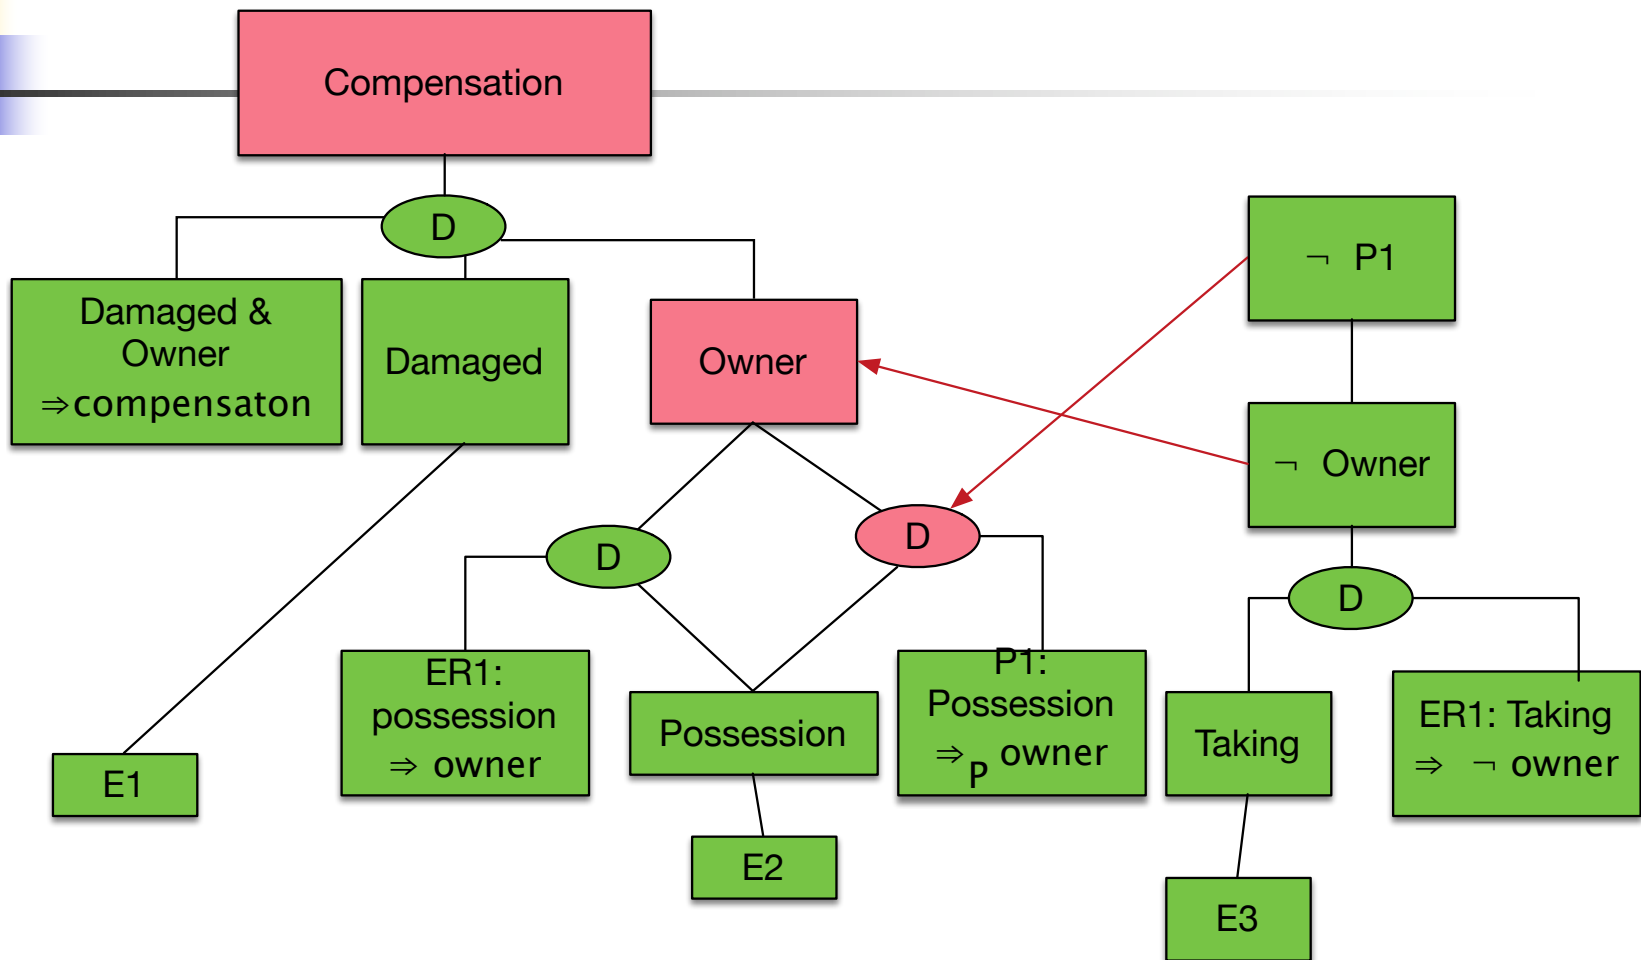 Compensation
D
Damaged &
Owner
⇒compensaton
Damaged
Owner
¬ P1
¬ Owner
D
D
D
ER1:
possession
⇒ owner
Possession
P1:
Possession
⇒P owner
Taking
ER1: Taking
⇒ ¬ owner
E1
E2
E3